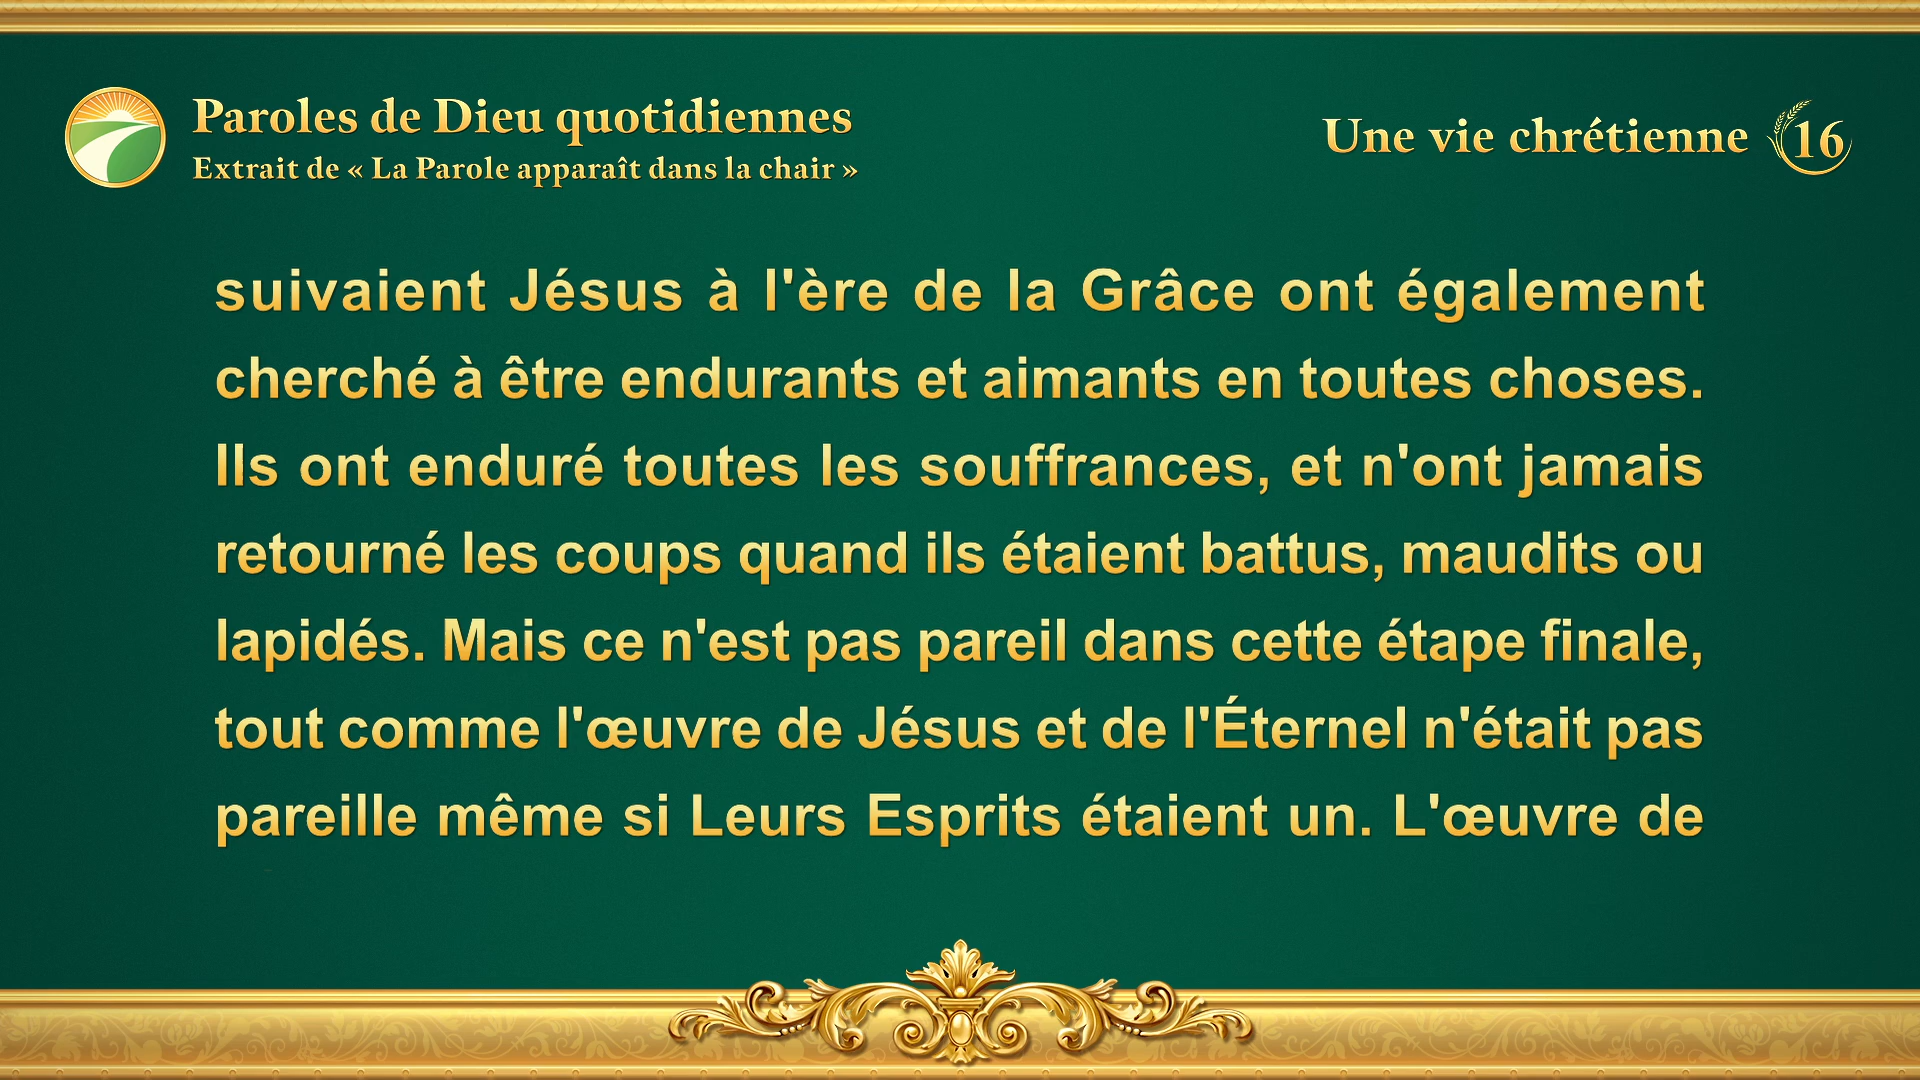 Paroles de Dieu quotidiennes
Extrait de « La Parole apparaît dans la chair »
Une vie chrétienne 16
suivaient Jésus à l'ère de la Grâce ont également
cherché à être endurants et aimants en toutes choses.
Ils ont enduré toutes les souffrances, et n'ont jamais
retourné les coups quand ils étaient battus, maudits ou
lapidés. Mais ce n'est pas pareil dans cette étape finale,
tout comme l'œuvre de Jésus et de l'Éternel n'était pas
pareille même si Leurs Esprits étaient un. L'œuvre de